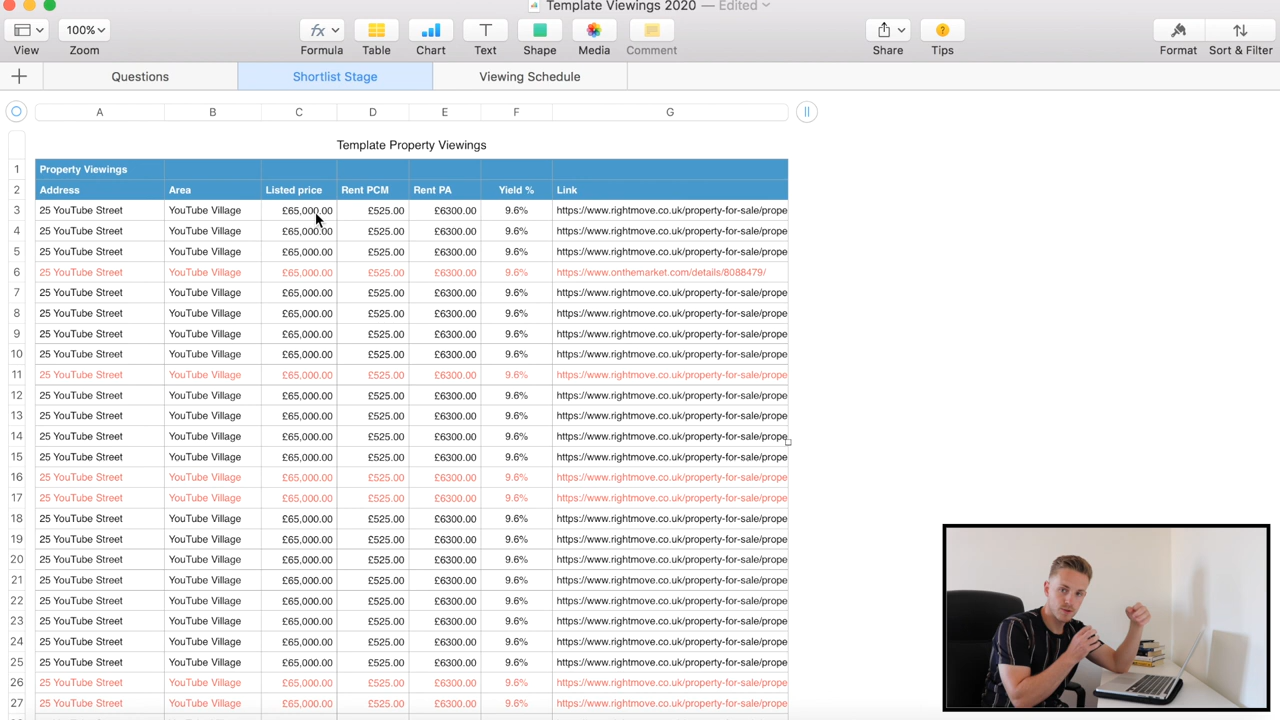 Template Viewings 2020 — Edited
100%
View Zoom Formula Table Chart Text Shape Media Comment Share Tips Format Sort & Filter
Questions Shortlist Stage Viewing Schedule
A B C D E F G
Template Property Viewings
1 Property Viewings
2 Address Area Listed price Rent PCM Rent PA Yield % Link
3 25 YouTube Street YouTube Village £65,000.00 £525.00 £6300.00 9.6% https://www.rightmove.co.uk/property-for-sale/prope
4 25 YouTube Street YouTube Village £65,000.00 £525.00 £6300.00 9.6% https://www.rightmove.co.uk/property-for-sale/prope
5 25 YouTube Street YouTube Village £65,000.00 £525.00 £6300.00 9.6% https://www.rightmove.co.uk/property-for-sale/prope
6 25 YouTube Street YouTube Village £65,000.00 £525.00 £6300.00 9.6% https://www.onthemarket.com/details/8088479/
7 25 YouTube Street YouTube Village £65,000.00 £525.00 £6300.00 9.6% https://www.rightmove.co.uk/property-for-sale/prope
8 25 YouTube Street YouTube Village £65,000.00 £525.00 £6300.00 9.6% https://www.rightmove.co.uk/property-for-sale/prope
9 25 YouTube Street YouTube Village £65,000.00 £525.00 £6300.00 9.6% https://www.rightmove.co.uk/property-for-sale/prope
10 25 YouTube Street YouTube Village £65,000.00 £525.00 £6300.00 9.6% https://www.rightmove.co.uk/property-for-sale/prope
11 25 YouTube Street YouTube Village £65,000.00 £525.00 £6300.00 9.6% https://www.rightmove.co.uk/property-for-sale/prope
12 25 YouTube Street YouTube Village £65,000.00 £525.00 £6300.00 9.6% https://www.rightmove.co.uk/property-for-sale/prope
13 25 YouTube Street YouTube Village £65,000.00 £525.00 £6300.00 9.6% https://www.rightmove.co.uk/property-for-sale/prope
14 25 YouTube Street YouTube Village £65,000.00 £525.00 £6300.00 9.6% https://www.rightmove.co.uk/property-for-sale/prope
15 25 YouTube Street YouTube Village £65,000.00 £525.00 £6300.00 9.6% https://www.rightmove.co.uk/property-for-sale/prope
16 25 YouTube Street YouTube Village £65,000.00 £525.00 £6300.00 9.6% https://www.rightmove.co.uk/property-for-sale/prope
17 25 YouTube Street YouTube Village £65,000.00 £525.00 £6300.00 9.6% https://www.rightmove.co.uk/property-for-sale/prope
18 25 YouTube Street YouTube Village £65,000.00 £525.00 £6300.00 9.6% https://www.rightmove.co.uk/property-for-sale/prope
19 25 YouTube Street YouTube Village £65,000.00 £525.00 £6300.00 9.6% https://www.rightmove.co.uk/property-for-sale/prope
20 25 YouTube Street YouTube Village £65,000.00 £525.00 £6300.00 9.6% https://www.rightmove.co.uk/property-for-sale/prope
21 25 YouTube Street YouTube Village £65,000.00 £525.00 £6300.00 9.6% https://www.rightmove.co.uk/property-for-sale/prope
22 25 YouTube Street YouTube Village £65,000.00 £525.00 £6300.00 9.6% https://www.rightmove.co.uk/property-for-sale/prope
23 25 YouTube Street YouTube Village £65,000.00 £525.00 £6300.00 9.6% https://www.rightmove.co.uk/property-for-sale/prope
24 25 YouTube Street YouTube Village £65,000.00 £525.00 £6300.00 9.6% https://www.rightmove.co.uk/property-for-sale/prope
25 25 YouTube Street YouTube Village £65,000.00 £525.00 £6300.00 9.6% https://www.rightmove.co.uk/property-for-sale/prope
26 25 YouTube Street YouTube Village £65,000.00 £525.00 £6300.00 9.6% https://www.rightmove.co.uk/property-for-sale/prope
27 25 YouTube Street YouTube Village £65,000.00 £525.00 £6300.00 9.6% https://www.rightmove.co.uk/property-for-sale/prope